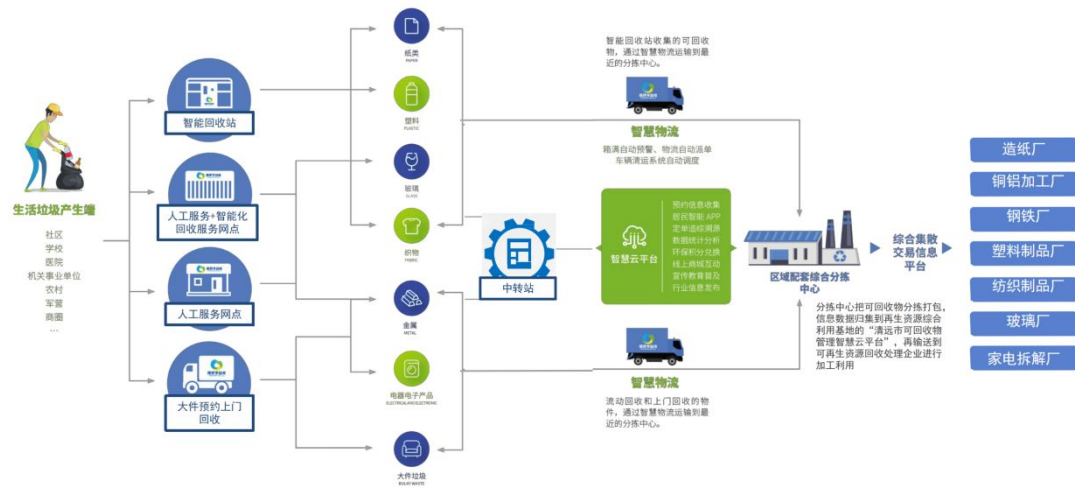 生活垃圾产生端
社区
学校
医院
机关事业单位
农村
军营
商圈
...
智能回收站
人工服务+智能化
回收服务网点
人工服务网点
大件预约上门
回收
纸类
PAPER
塑料
PLASTIC
玻璃
GLASS
织物
FABRIC
金属
METAL
电器电子产品
ELECTRICAL AND ELECTRONIC
大件垃圾
BULKY WASTE
中转站
智能回收站收集的可回收
物，通过智慧物流运输到最
近的分拣中心。
智慧物流
箱满自动预警、物流自动派单
车辆清运系统自动调度
智慧云平台
预约信息收集
居民智能 APP
定单追综溯源
数据统计分析
环保积分兑换
线上商城互动
宣传教育普及
行业信息发布
智慧物流
流动回收和上门回收的物
件，通过智慧物流运输到最
近的分拣中心。
区域配套综合分拣
中心
分拣中心把可回收物分拣打包，
信息数据归集到再生资源综合
利用基地的“清远市可回收物
管理智慧云平台”，再输送到
可再生资源回收处理企业进行
加工利用
综合集散
交易信息
平台
造纸厂
铜铝加工厂
钢铁厂
塑料制品厂
纺织制品厂
玻璃厂
家电拆解厂